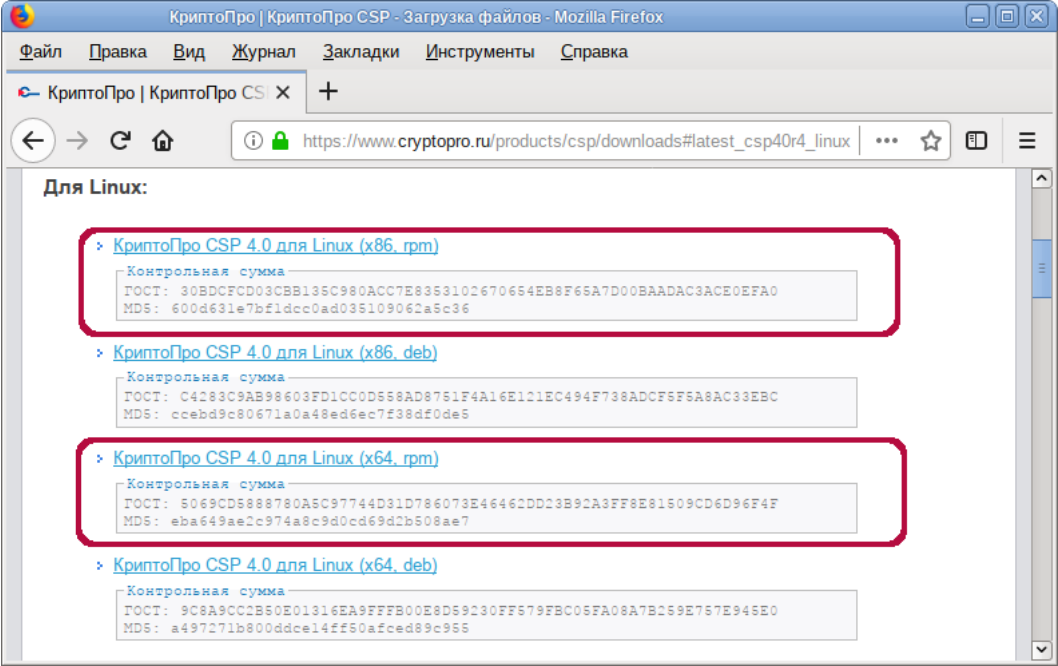 КриптоПро | КриптоПро CSP - Загрузка файлов - Mozilla Firefox
Файл Правка Вид Журнал Закладки Инструменты Справка
КриптоПро | КриптоПро CS
https://www.cryptopro.ru/products/csp/downloads#latest_csp40r4_linux
Для Linux:
КриптоПро CSP 4.0 для Linux (x86, rpm)
Контрольная сумма
ГОСТ: 30BDCFCD03CBB135C980ACC7E8353102670654EB8F65A7D00BAADAC3ACE0EFA0
MD5: 600d631e7bf1dcc0ad035109062a5c36
КриптоПро CSP 4.0 для Linux (x86, deb)
Контрольная сумма
ГОСТ: C4283C9AB98603FD1CC0D558AD8751F4A16E121EC494F738ADCF5F5A8AC33EBC
MD5: ccebd9c80671a0a48ed6ec7f38df0de5
КриптоПро CSP 4.0 для Linux (x64, rpm)
Контрольная сумма
ГОСТ: 5069CD5888780A5C97744D31D786073E46462DD23B92A3FF8E81509CD6D96F4F
MD5: eba649ae2c974a8c9d0cd69d2b508ae7
КриптоПро CSP 4.0 для Linux (x64, deb)
Контрольная сумма
ГОСТ: 9C8A9CC2B50E01316EA9FFFB00E8D59230FF579FBC05FA08A7B259E757E945E0
MD5: a497271b800ddce14ff50afced89c955